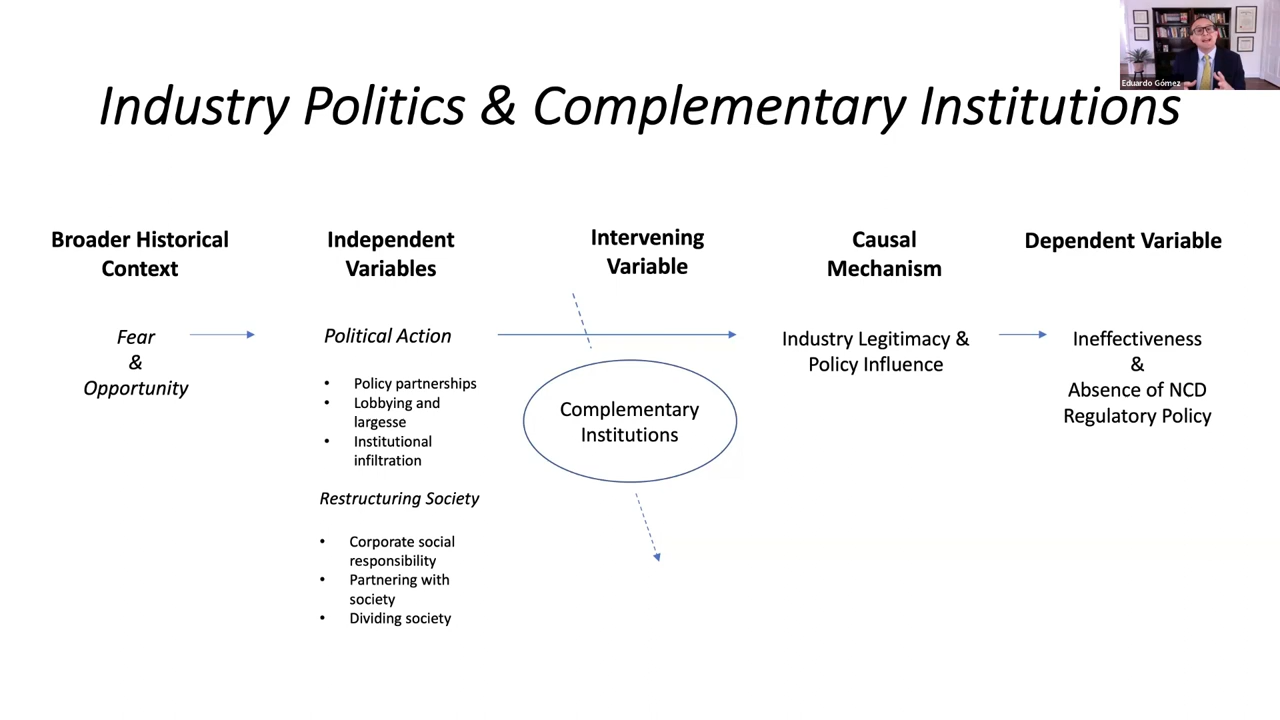 Eduardo Gómez
Industry Politics & Complementary Institutions
Broader Historical
Context
Fear
&
Opportunity
Independent
Variables
Political Action
• Policy partnerships
• Lobbying and
largesse
• Institutional
infiltration
Restructuring Society
• Corporate social
responsibility
• Partnering with
society
• Dividing society
Intervening
Variable
Complementary
Institutions
Causal
Mechanism
Industry Legitimacy &
Policy Influence
Dependent Variable
Ineffectiveness
&
Absence of NCD
Regulatory Policy